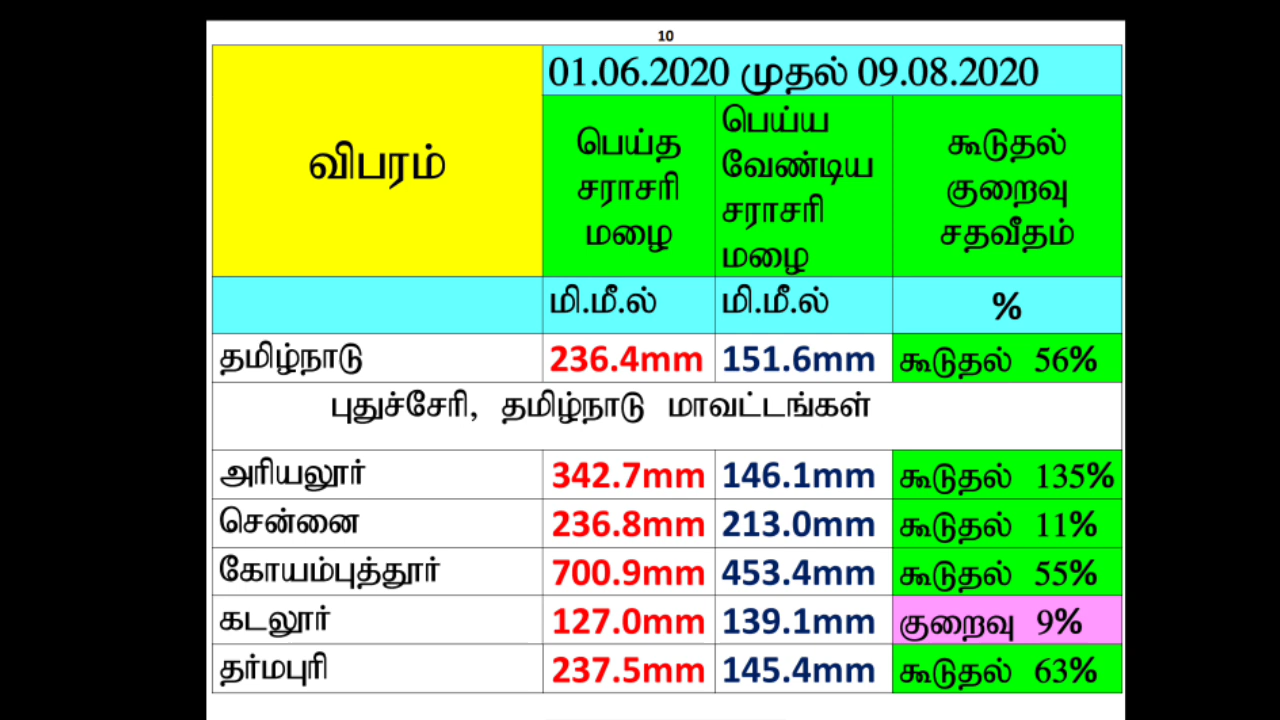 10
விபரம்
01.06.2020 முதல் 09.08.2020
பெய்த
சராசரி
மழை
பெய்ய
வேண்டிய
சராசரி
மழை
கூடுதல்
குறைவு
சதவீதம்
மி.மீ.ல் மி.மீ.ல் %
தமிழ்நாடு 236.4mm 151.6mm கூடுதல் 56%
புதுச்சேரி, தமிழ்நாடு மாவட்டங்கள்
அரியலூர் 342.7mm 146.1mm கூடுதல் 135%
சென்னை 236.8mm 213.0mm கூடுதல் 11%
கோயம்புத்தூர் 700.9mm 453.4mm கூடுதல் 55%
கடலூர் 127.0mm 139.1mm குறைவு 9%
தர்மபுரி 237.5mm 145.4mm கூடுதல் 63%